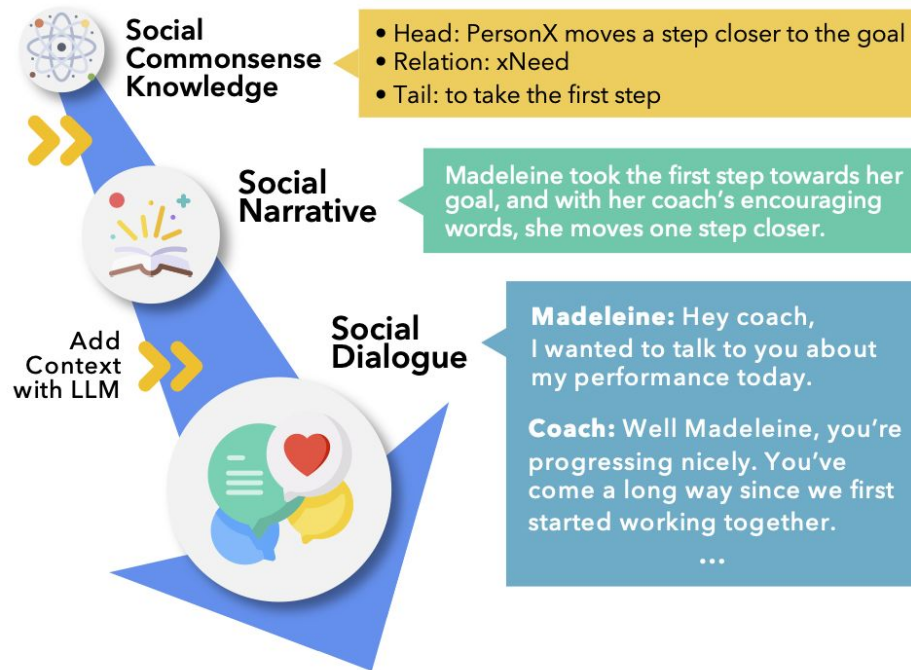 Social
Commonsense
Knowledge
• Head: PersonX moves a step closer to the goal
• Relation: xNeed
• Tail: to take the first step
Social
Narrative
Madeleine took the first step towards her
goal, and with her coach’s encouraging
words, she moves one step closer.
Add
Context
with LLM
Social
Dialogue
Madeleine: Hey coach,
I wanted to talk to you about
my performance today.
Coach: Well Madeleine, you’re
progressing nicely. You’ve
come a long way since we first
started working together.
...